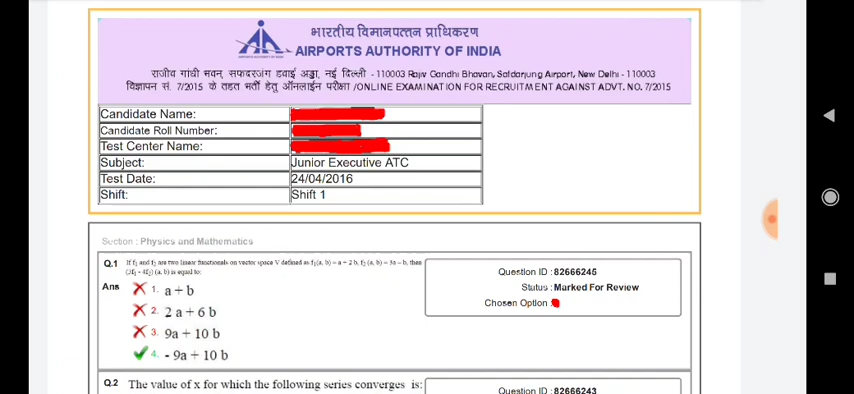 भारतीय विमानपत्तन प्राधिकरण
AIRPORTS AUTHORITY OF INDIA
राजीव गांधी भवन, सफदरजंग हवाई अड्डा, नई दिल्ली - 110003 Rajiv Gandhi Bhavan, Safdarjung Airport, New Delhi - 110003
विज्ञापन सं. 7/2015 के तहत भर्ती हेतु ऑनलाईन परीक्षा /ONLINE EXAMINATION FOR RECRUITMENT AGAINST ADVT. NO. 7/2015
Candidate Name:
Candidate Roll Number:
Test Center Name:
Subject: Junior Executive ATC
Test Date: 24/04/2016
Shift: Shift 1
Section : Physics and Mathematics
Q.1 If f₁ and f₂ are two linear functionals on vector space V defined as f₁(a, b) = a + 2 b, f₂ (a, b) = 3a – b, then
(3f₁ - 4f₂) (a, b) is equal to:
Ans 1. a + b
2. 2 a + 6 b
3. 9a + 10 b
4. - 9a + 10 b
Question ID : 82666245
Status : Marked For Review
Chosen Option :
Q.2 The value of x for which the following series converges is:
Question ID : 82666243